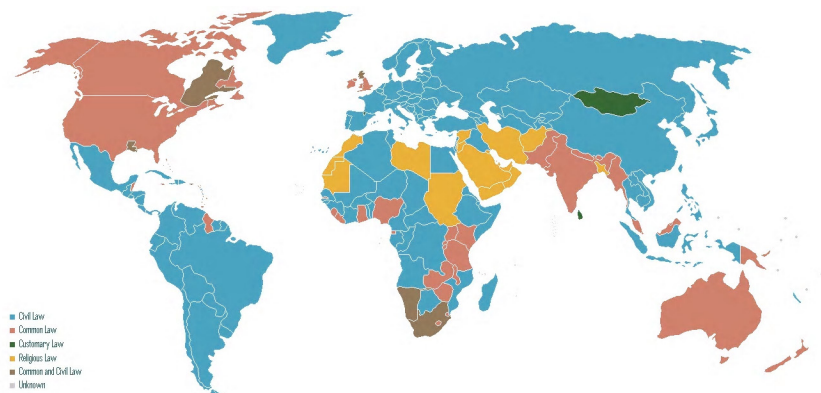 Civil Law
Common Law
Customary Law
Religious Law
Common and Civil Law
Unknown